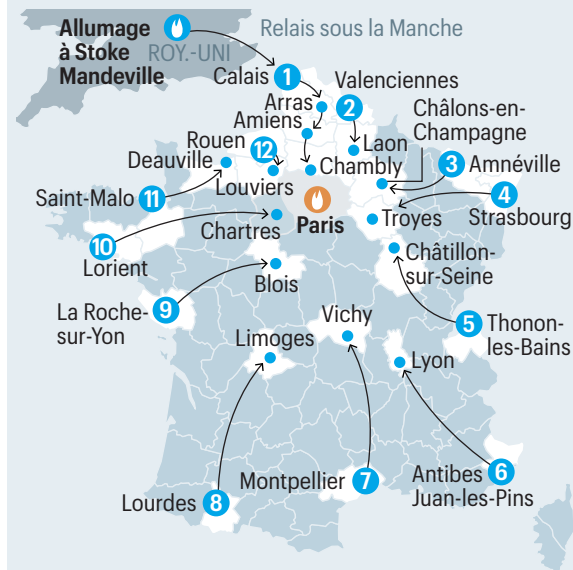 Allumage
à Stoke
Mandeville
ROY.-UNI
Relais sous la Manche
Calais 1
Valenciennes
2
Arras
Amiens
Châlons-en-
Champagne
Rouen
12
Laon
Deauville
Chambly
3 Amnéville
Louviers
4
Strasbourg
Saint-Malo 11
Paris
Troyes
Chartres
10
Lorient
Châtillon-
sur-Seine
Blois
9
La Roche-
sur-Yon
5 Thonon-
les-Bains
Vichy
Limoges
Lyon
6
Antibes
Juan-les-Pins
Montpellier 7
Lourdes 8